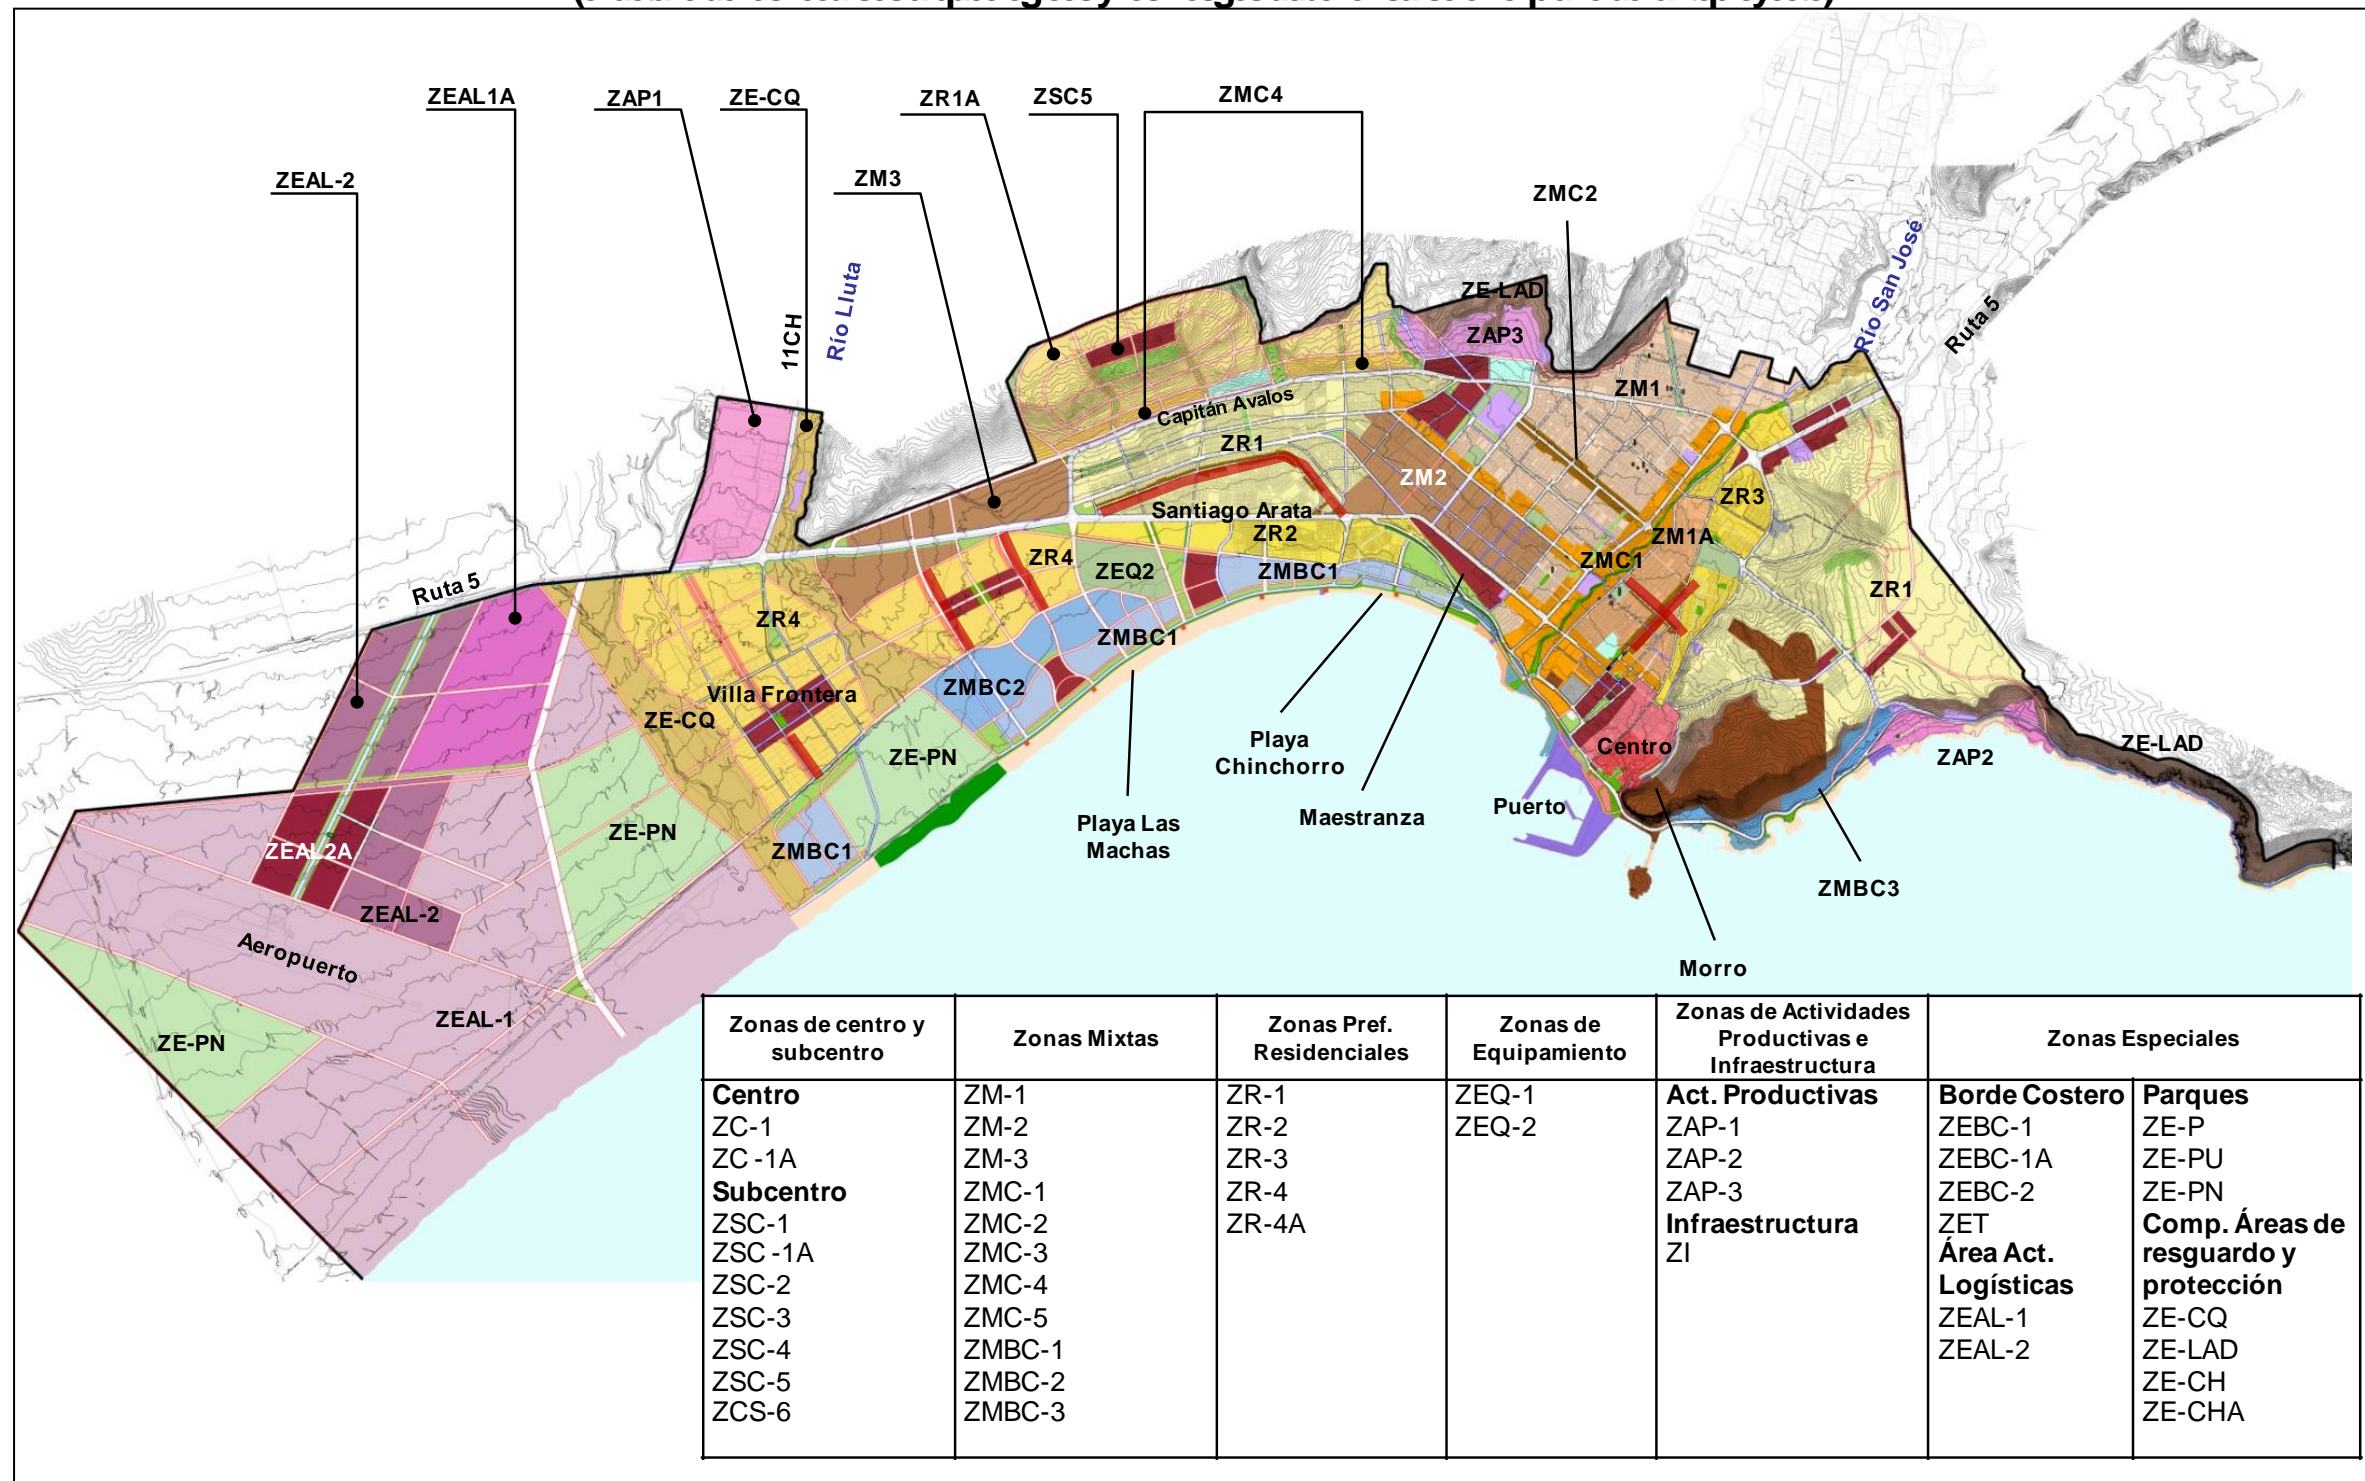 ZEAL1A
ZAP1
ZE-CQ
ZR1A
ZSC5
ZMC4
ZEAL-2
ZM3
ZMC2
Río San José
Ruta 5
Río Lluta
11CH
ZE-LAD
ZAP3
ZM1
Capitán Avalos
ZR1
ZM2
ZR3
Santiago Arata
ZR2
ZM1A
ZMC1
ZR4
ZEQ2
ZMBC1
ZR1
Ruta 5
ZR4
ZMBC1
ZMBC2
Villa Frontera
ZE-CQ
ZE-PN
Centro
ZAP2
ZE-LAD
Playa
Chinchorro
Puerto
Maestranza
Playa Las
Machas
ZE-PN
ZMBC1
ZEAL2A
ZMBC3
ZEAL-2
Aeropuerto
Morro
ZEAL-1
ZE-PN
Zonas de centro y
subcentro
Centro
ZC-1
ZC -1A
Subcentro
ZSC-1
ZSC -1A
ZSC-2
ZSC-3
ZSC-4
ZSC-5
ZCS-6
Zonas Mixtas
ZM-1
ZM-2
ZM-3
ZMC-1
ZMC-2
ZMC-3
ZMC-4
ZMC-5
ZMBC-1
ZMBC-2
ZMBC-3
Zonas Pref.
Residenciales
ZR-1
ZR-2
ZR-3
ZR-4
ZR-4A
Zonas de
Equipamiento
ZEQ-1
ZEQ-2
Zonas de Actividades
Productivas e
Infraestructura
Act. Productivas
ZAP-1
ZAP-2
ZAP-3
Infraestructura
ZI
Zonas Especiales
Borde Costero
ZEBC-1
ZEBC-1A
ZEBC-2
ZET
Área Act.
Logísticas
ZEAL-1
ZEAL-2
Parques
ZE-P
ZE-PU
ZE-PN
Comp. Áreas de
resguardo y
protección
ZE-CQ
ZE-LAD
ZE-CH
ZE-CHA